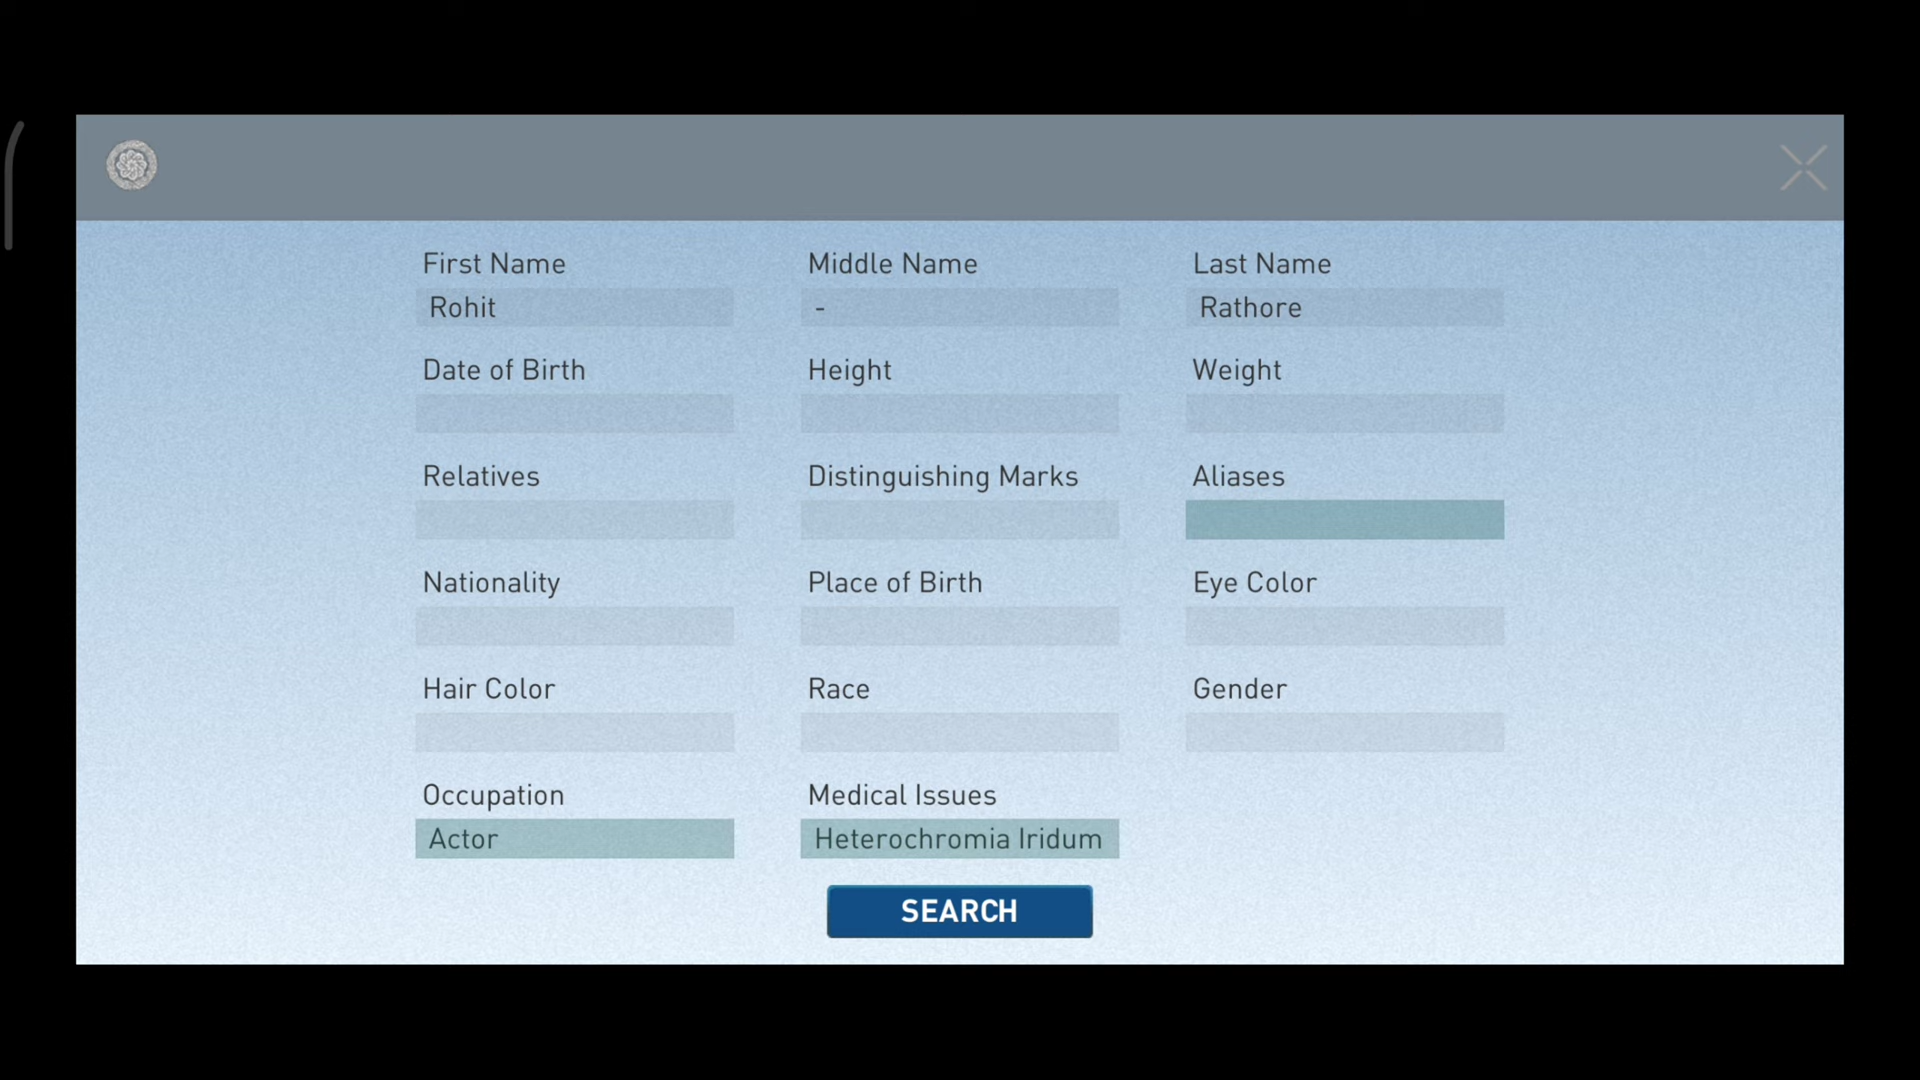 First Name Middle Name Last Name
Rohit - Rathore
Date of Birth Height Weight
Relatives Distinguishing Marks Aliases
Nationality Place of Birth Eye Color
Hair Color Race Gender
Occupation Medical Issues
Actor Heterochromia Iridum
SEARCH